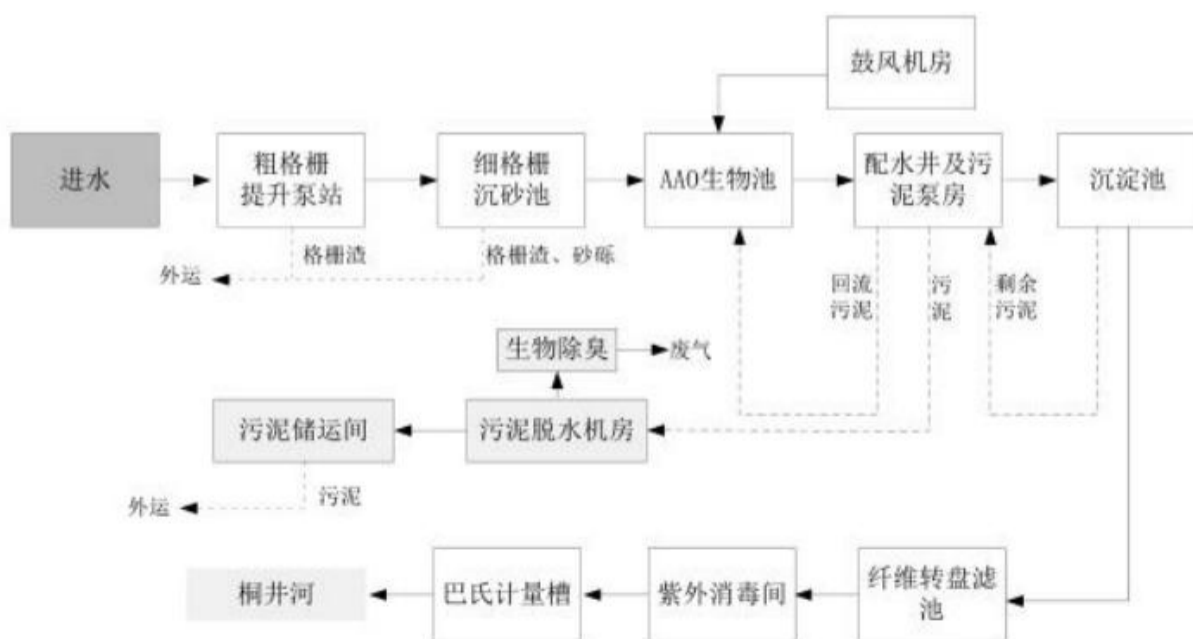 鼓风机房
进水
粗格栅
提升泵站
细格栅
沉砂池
AAO生物池
配水井及污
泥泵房
沉淀池
格栅渣
格栅渣、砂砾
外运
回流
污泥
污
泥
剩余
污泥
生物除臭
废气
污泥储运间
污泥脱水机房
污泥
外运
桐井河
巴氏计量槽
紫外消毒间
纤维转盘滤
池